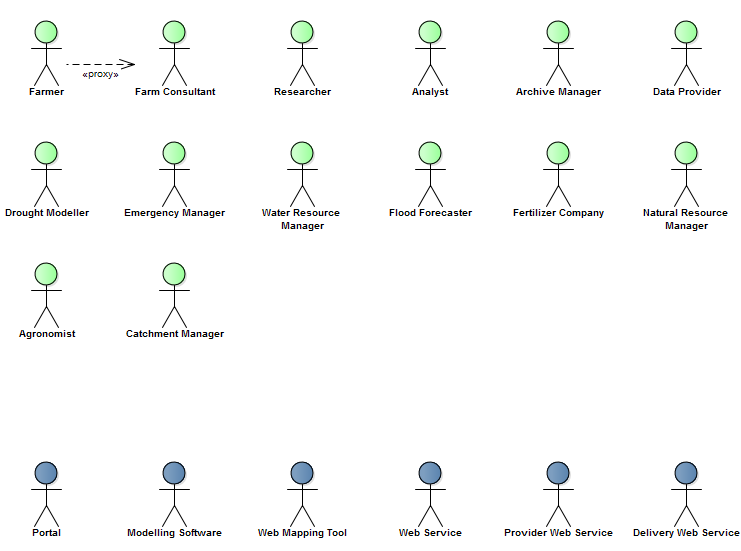 «proxy»
Farmer
Farm Consultant
Researcher
Analyst
Archive Manager
Data Provider
Drought Modeller
Emergency Manager
Water Resource
Manager
Flood Forecaster
Fertilizer Company
Natural Resource
Manager
Agronomist
Catchment Manager
Portal
Modelling Software
Web Mapping Tool
Web Service
Provider Web Service
Delivery Web Service